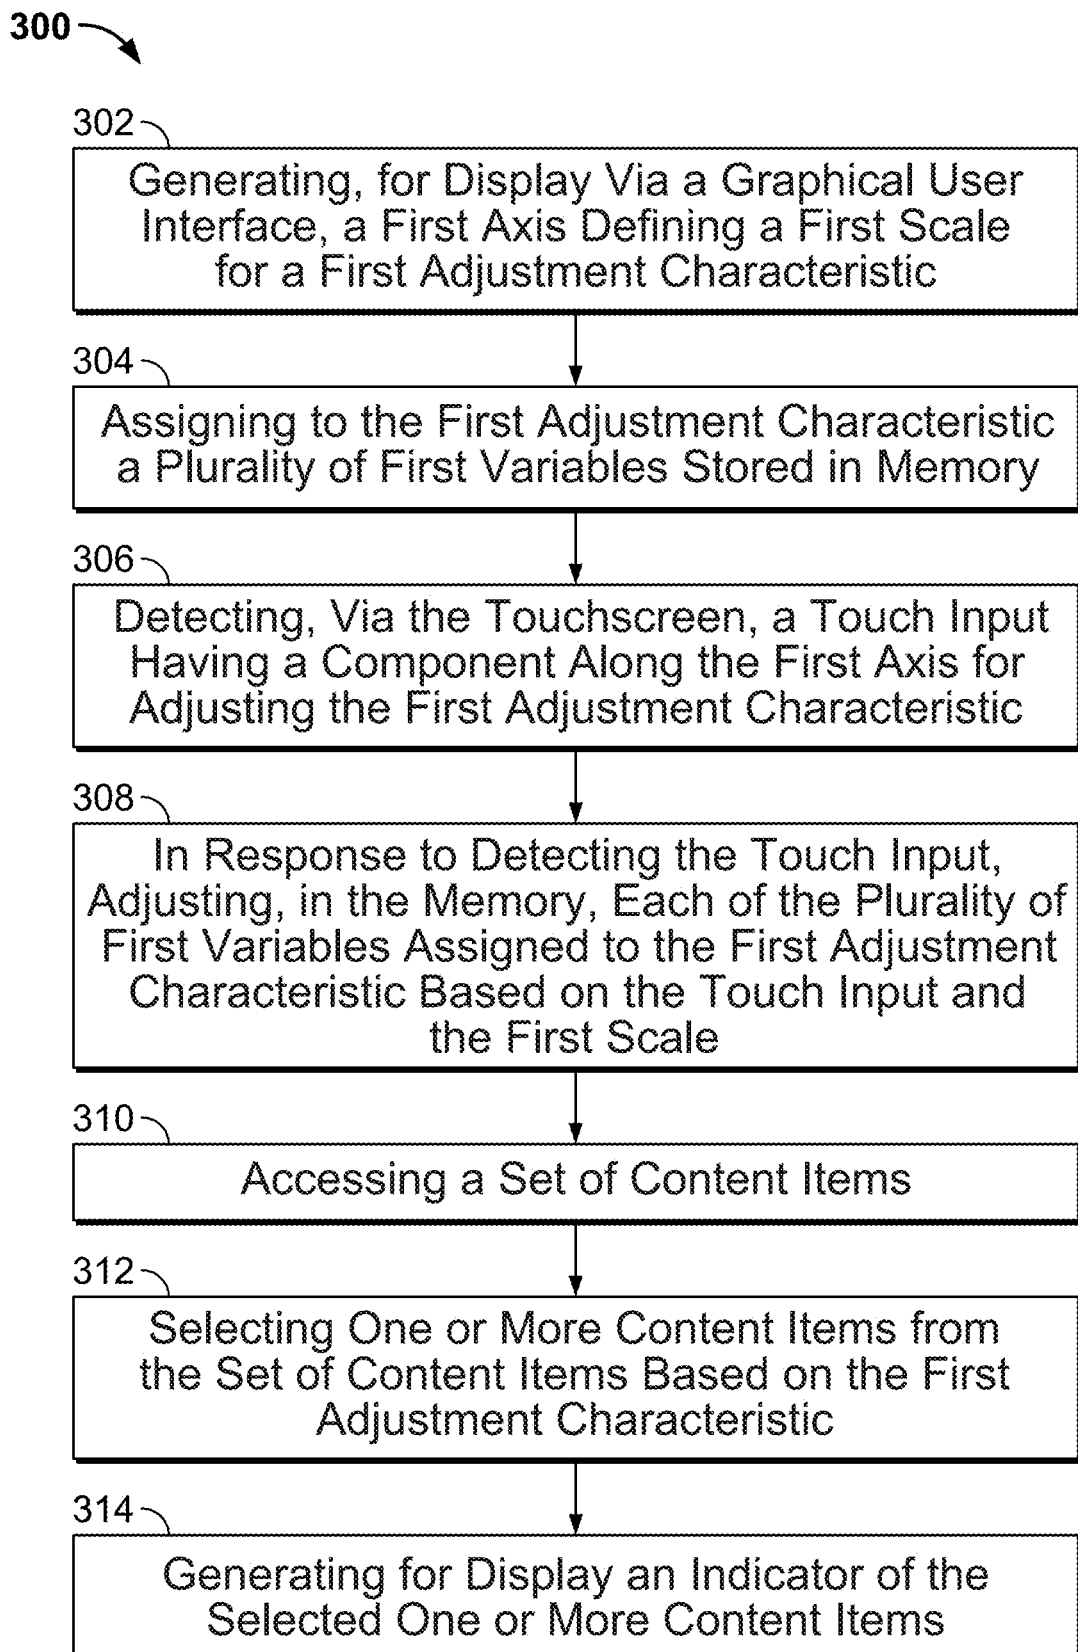 300
302
Generating, for Display Via a Graphical User
Interface, a First Axis Defining a First Scale
for a First Adjustment Characteristic
304
Assigning to the First Adjustment Characteristic
a Plurality of First Variables Stored in Memory
306
Detecting, Via the Touchscreen, a Touch Input
Having a Component Along the First Axis for
Adjusting the First Adjustment Characteristic
308
In Response to Detecting the Touch Input,
Adjusting, in the Memory, Each of the Plurality of
First Variables Assigned to the First Adjustment
Characteristic Based on the Touch Input and
the First Scale
310
Accessing a Set of Content Items
312
Selecting One or More Content Items from
the Set of Content Items Based on the First
Adjustment Characteristic
314
Generating for Display an Indicator of the
Selected One or More Content Items